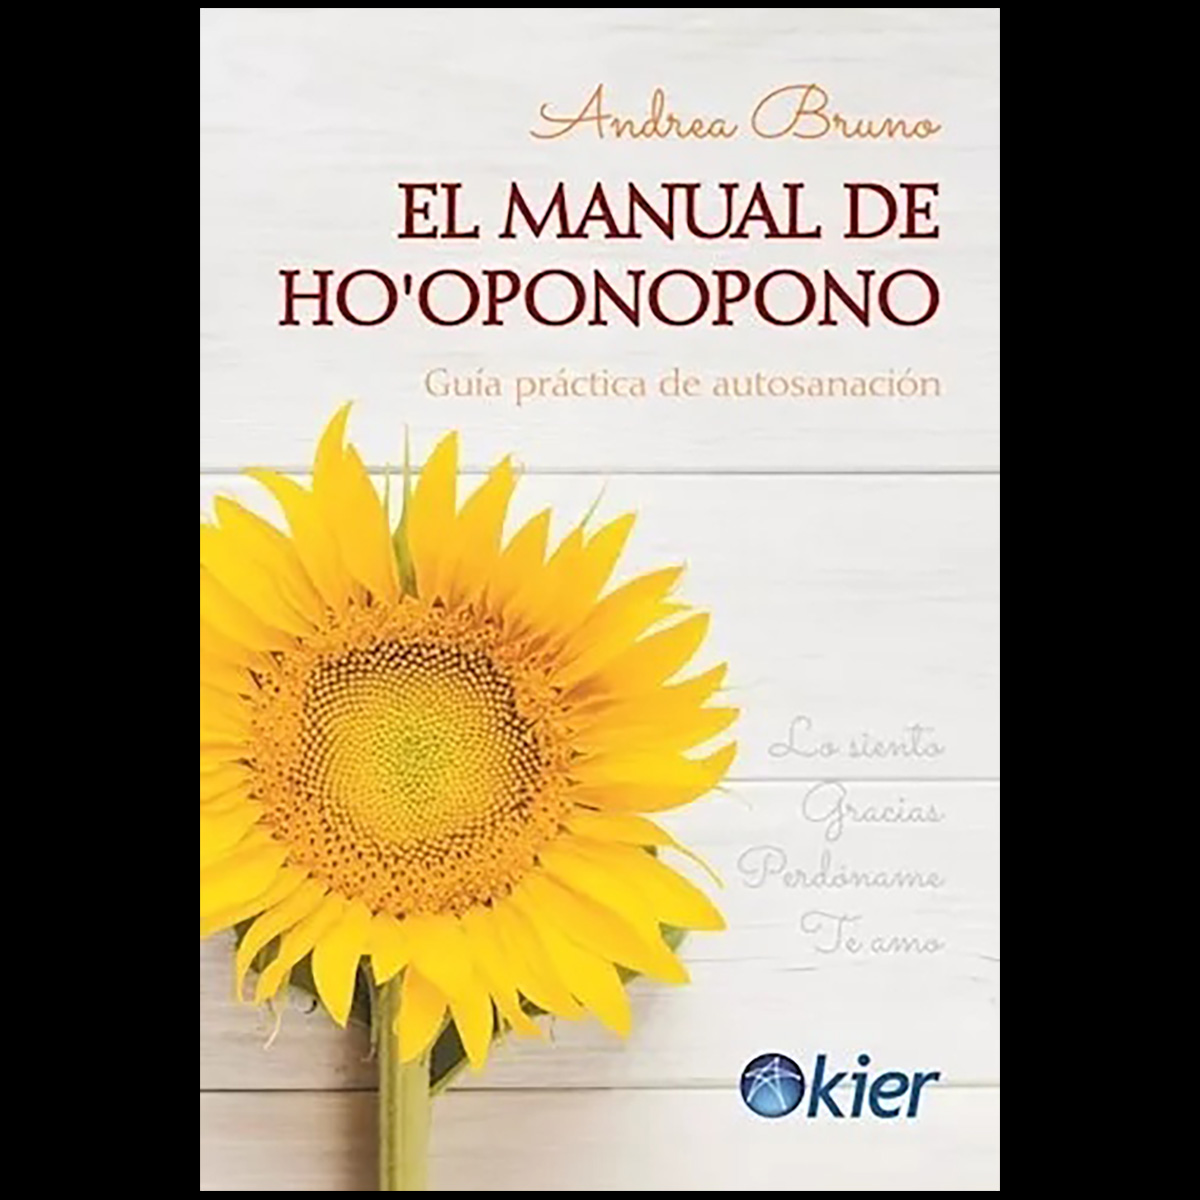 Andrea Bruno
EL MANUAL DE
HO'OPONOPONO
Guía práctica de autosanación
Lo siento
Gracias
Perdóname
Te amo
kier